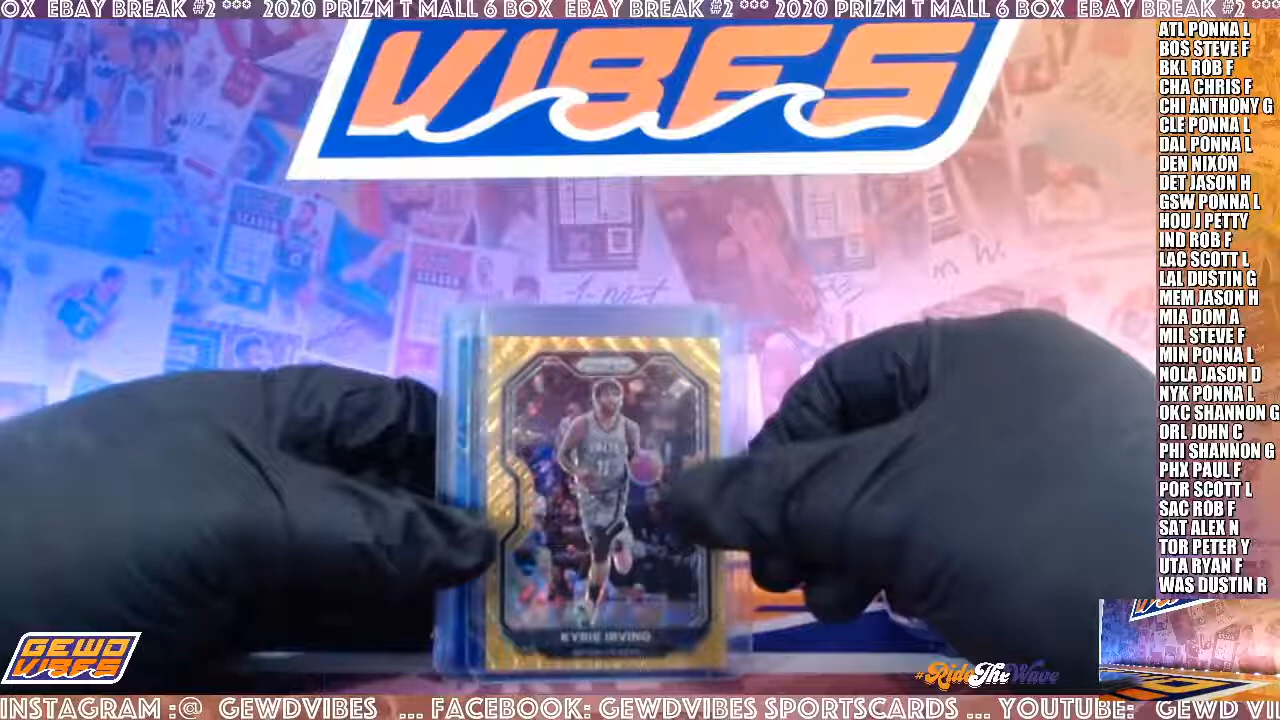 OX EBAY BREAK #2 *** 2020 PRIZM T MALL 6 BOX EBAY BREAK #2 *** 2020 PRIZM T MALL 6 BOX EBAY BREAK #2 ***
VIBES
ATL PONNA L
BOS STEVE F
BKL ROB F
CHA CHRIS F
CHI ANTHONY G
CLE PONNA L
DAL PONNA L
DEN NIXON
DET JASON H
GSW PONNA L
HOU J PETTY
IND ROB F
LAC SCOTT L
LAL DUSTIN G
MEM JASON H
MIA DOM A
MIL STEVE F
MIN PONNA L
NOLA JASON D
NYK PONNA L
OKC SHANNON G
ORL JOHN C
PHI SHANNON G
PHX PAUL F
POR SCOTT L
SAC ROB F
SAT ALEX N
TOR PETER Y
UTA RYAN F
WAS DUSTIN R
KYRIE IRVING
GEWD
VIBES
#RideTheWave
INSTAGRAM :@ GEWDVIBES ... FACEBOOK: GEWDVIBES SPORTSCARDS ... YOUTUBE: GEWD VI